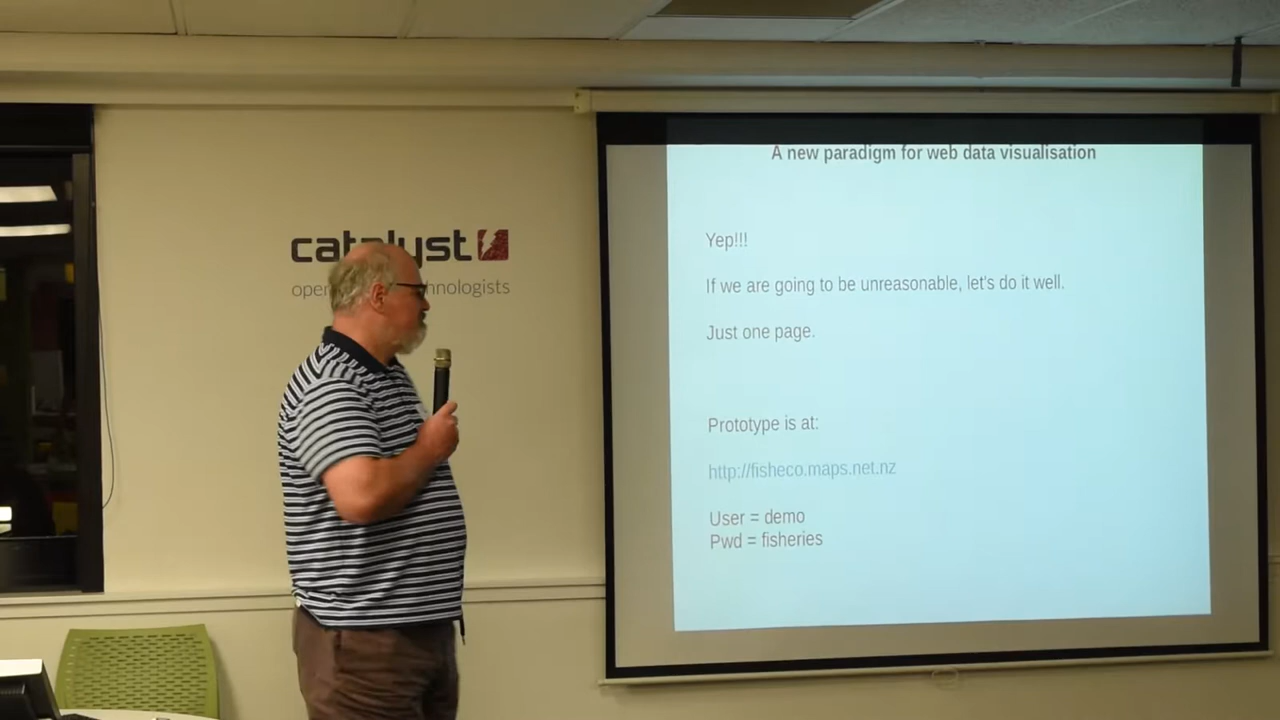 catalyst
open technologists
A new paradigm for web data visualisation
Yep!!!
If we are going to be unreasonable, let's do it well.
Just one page.
Prototype is at:
http://fisheco.maps.net.nz
User = demo
Pwd = fisheries